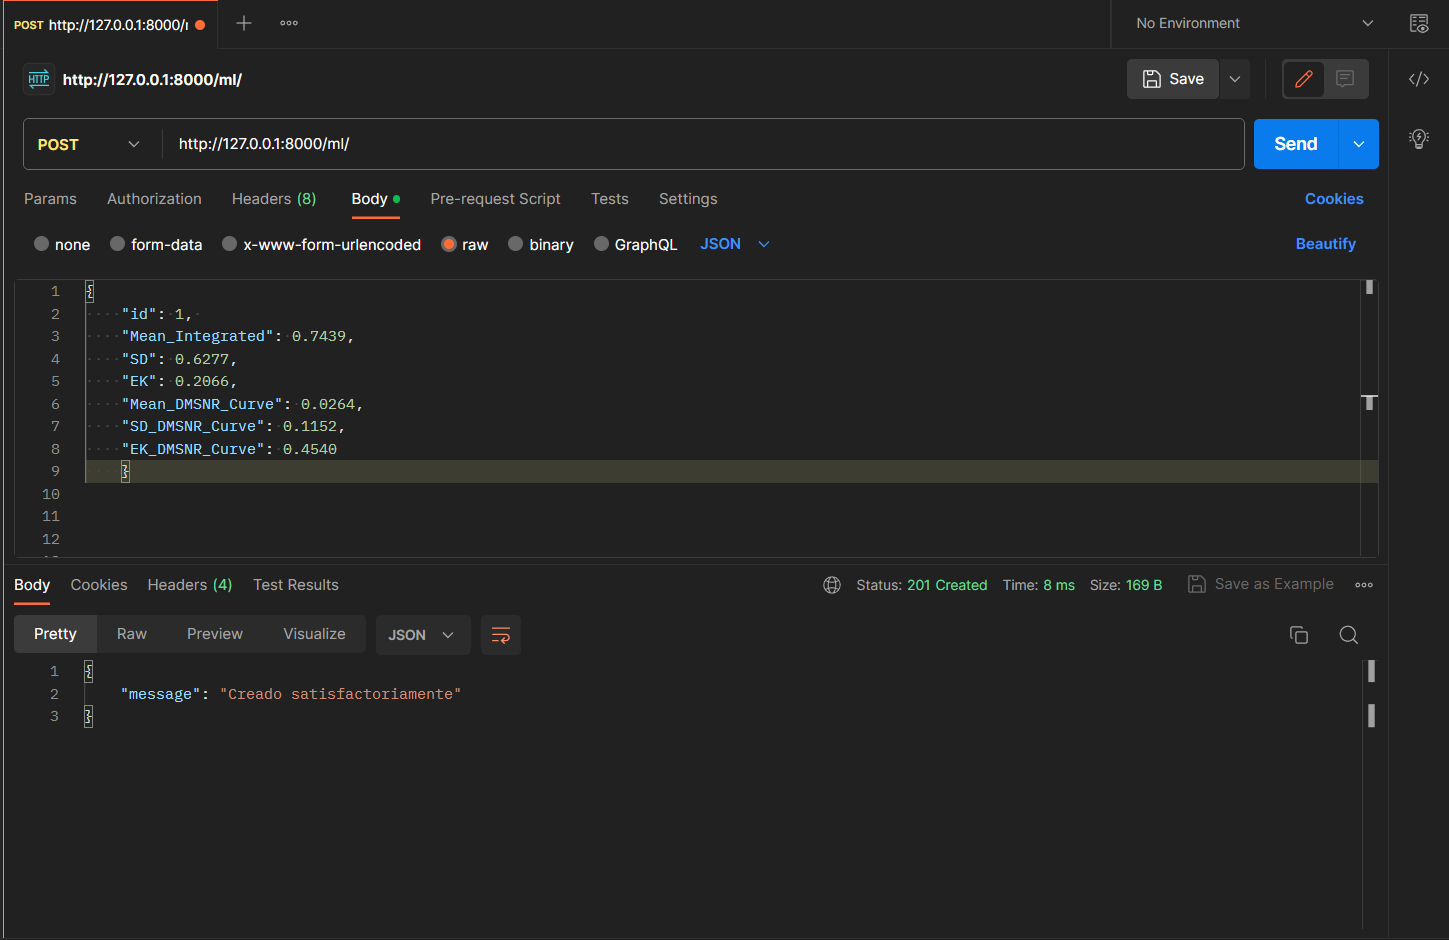 POST http://127.0.0.1:8000/
No Environment
HTTP http://127.0.0.1:8000/ml/
Save
POST http://127.0.0.1:8000/ml/
Send
Params Authorization Headers (8) Body Pre-request Script Tests Settings Cookies
none form-data x-www-form-urlencoded raw binary GraphQL JSON Beautify
1 {
2 "id": 1,
3 "Mean_Integrated": 0.7439,
4 "SD": 0.6277,
5 "EK": 0.2066,
6 "Mean_DMSNR_Curve": 0.0264,
7 "SD_DMSNR_Curve": 0.1152,
8 "EK_DMSNR_Curve": 0.4540
9 }
10
11
12
Body Cookies Headers (4) Test Results Status: 201 Created Time: 8 ms Size: 169 B Save as Example
Pretty Raw Preview Visualize JSON
1 {
2 "message": "Creado satisfactoriamente"
3 }